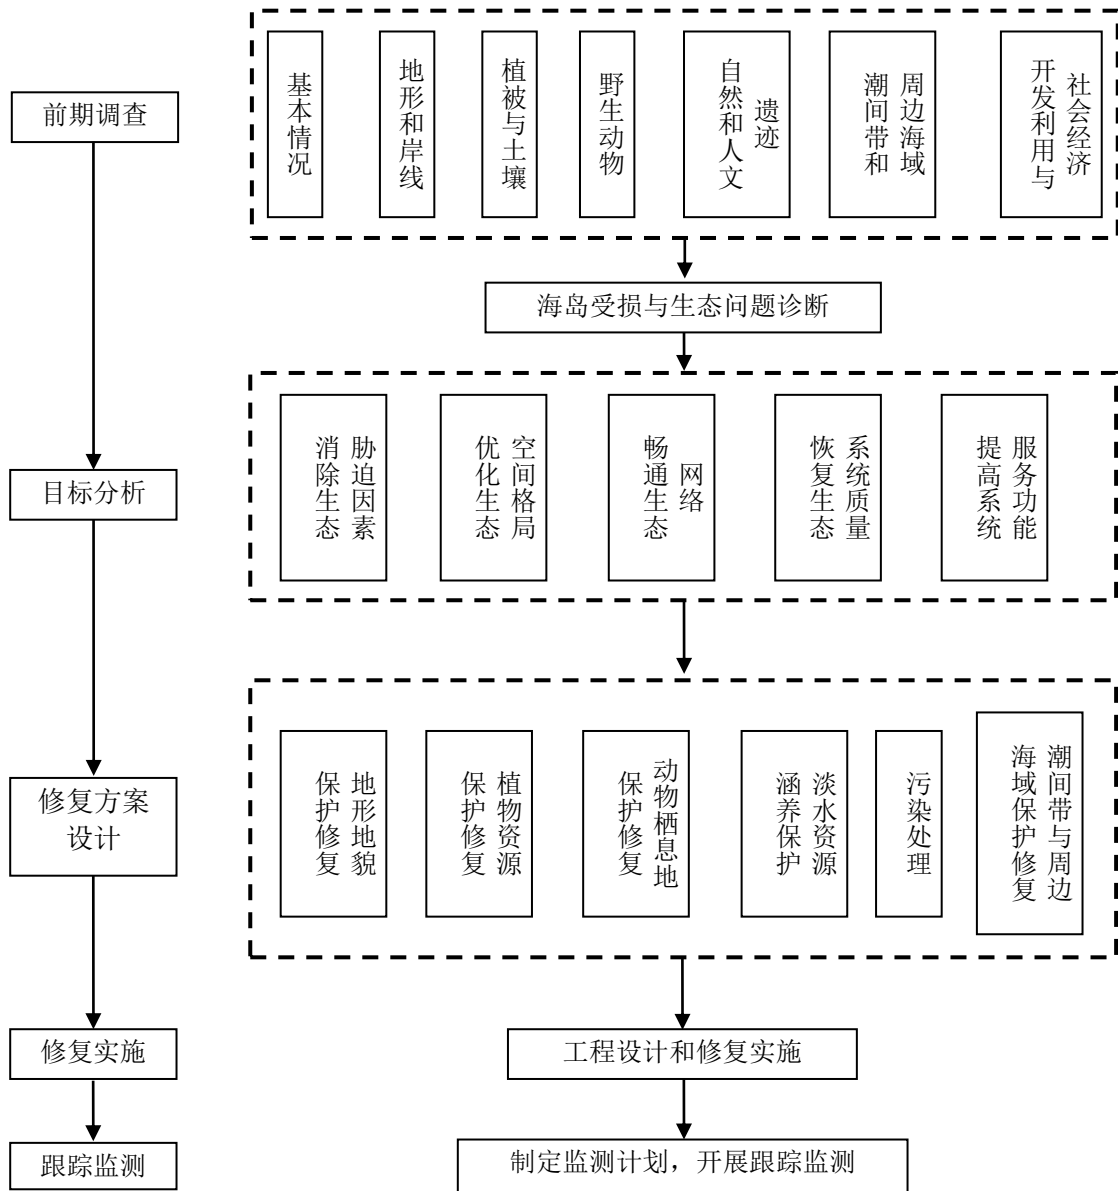 前期调查
基本情况
地形和岸线
植被与土壤
野生动物
自然和人文
遗迹
潮间带和
周边海域
开发利用与
社会经济
海岛受损与生态问题诊断
目标分析
消除生态
胁迫因素
优化生态
空间格局
畅通生态
网络
恢复生态
系统质量
提高系统
服务功能
修复方案
设计
地形地貌
保护修复
植物资源
保护修复
动物栖息地
保护修复
淡水资源
涵养保护
污染处理
潮间带与周边
海域保护修复
修复实施
工程设计和修复实施
跟踪监测
制定监测计划，开展跟踪监测